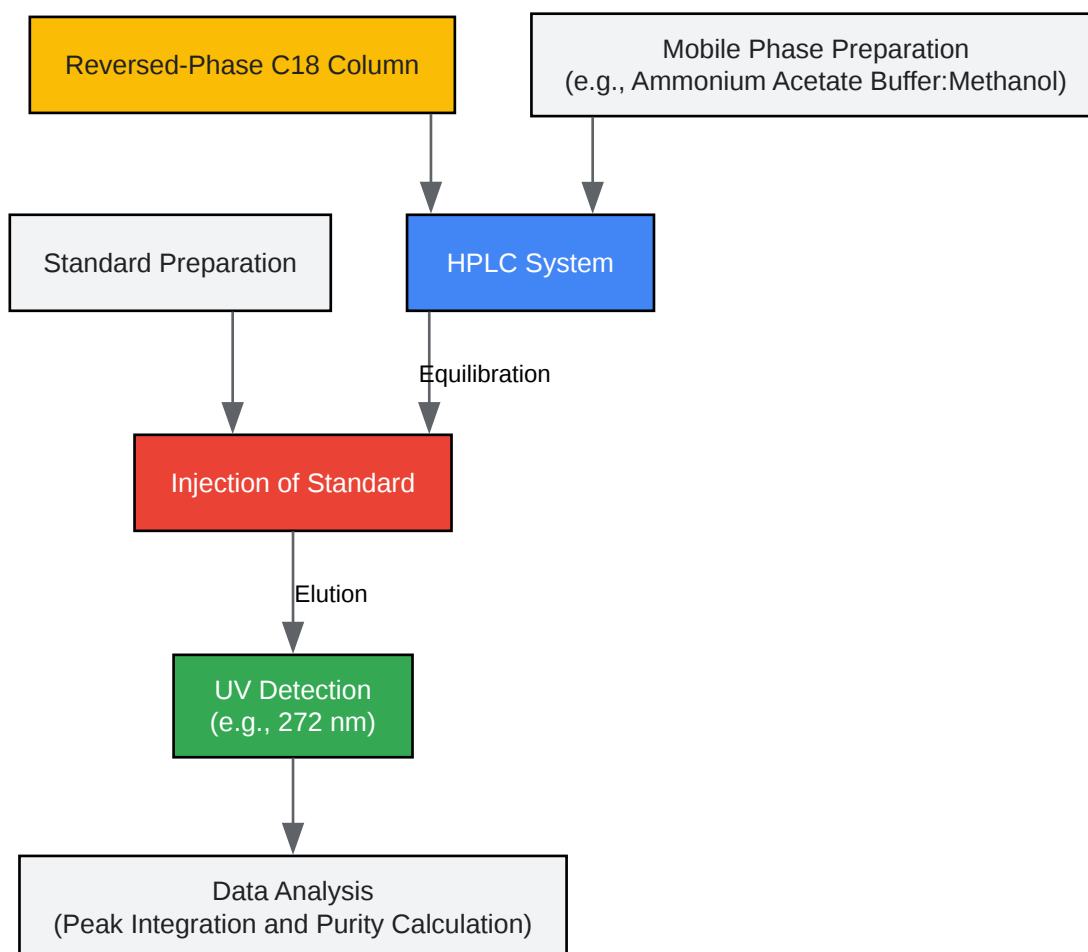 Reversed-Phase C18 Column
Mobile Phase Preparation
(e.g., Ammonium Acetate Buffer:Methanol)
Standard Preparation
HPLC System
Equilibration
Injection of Standard
Elution
UV Detection
(e.g., 272 nm)
Data Analysis
(Peak Integration and Purity Calculation)